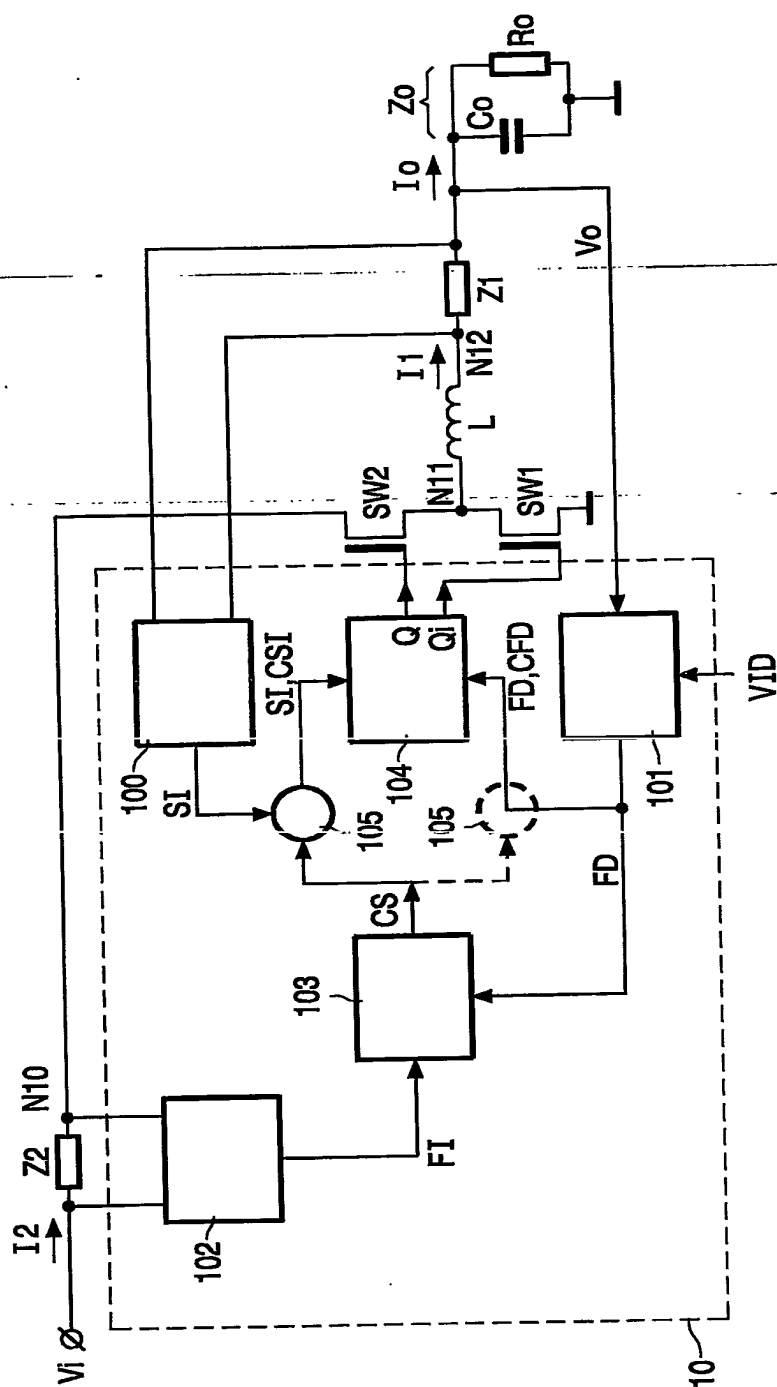 Vi
I2
Z2
N10
102
FI
103
CS
SI
100
105
SI,CSI
104
Q
Qi
105
FD,CFD
FD
101
VID
Vo
SW2
N11
SW1
L
I1
N12
Z1
Io
Zo
Co
Ro
10